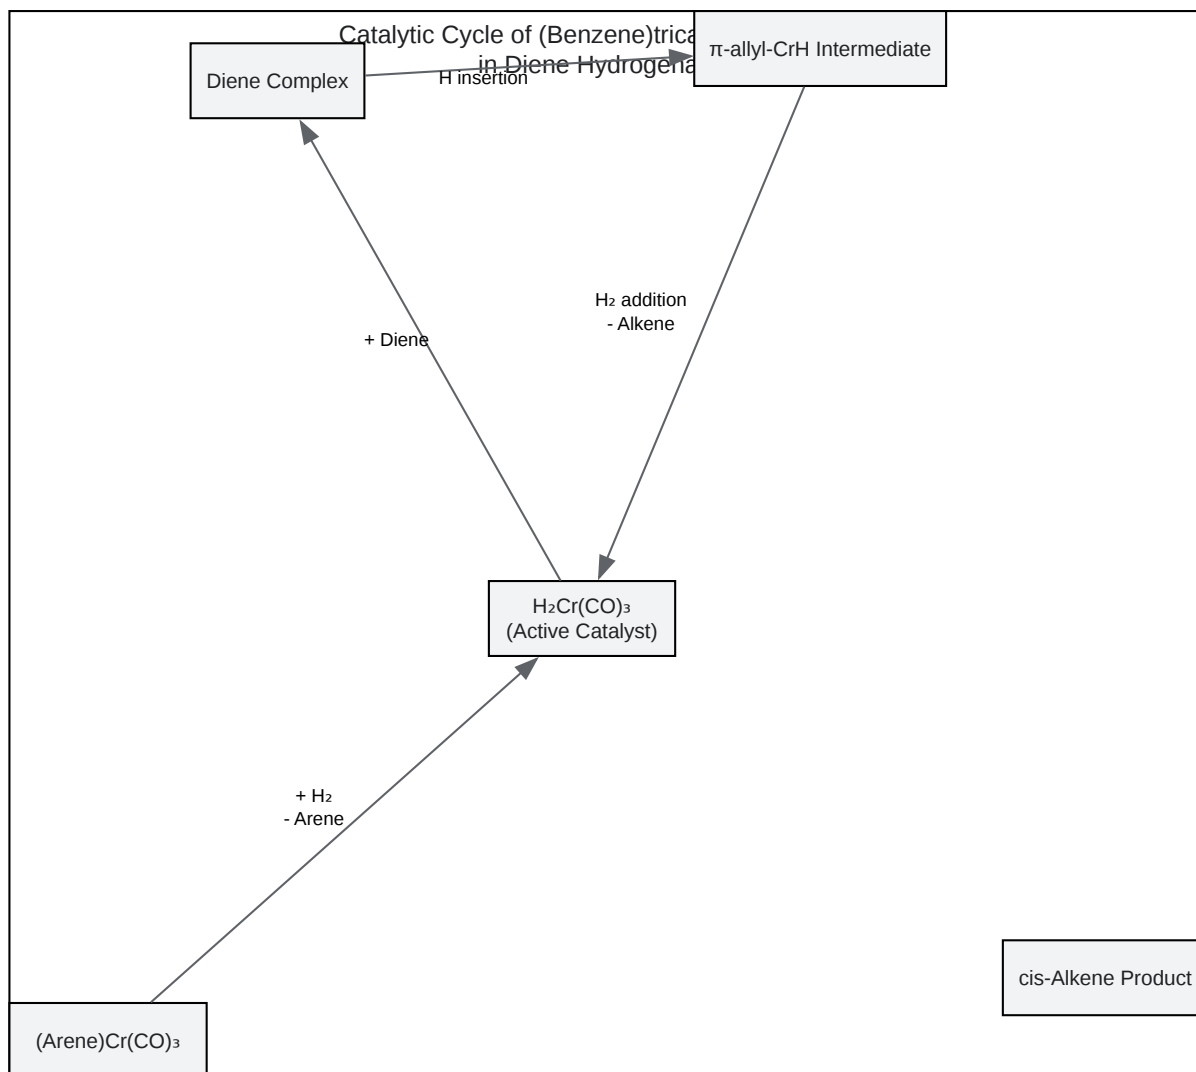 Catalytic Cycle of (Benzene)trica
in Diene Hydrogena
π-allyl-CrH Intermediate
Diene Complex
H insertion
H₂ addition
- Alkene
+ Diene
H₂Cr(CO)₃
(Active Catalyst)
+ H₂
- Arene
cis-Alkene Product
(Arene)Cr(CO)₃